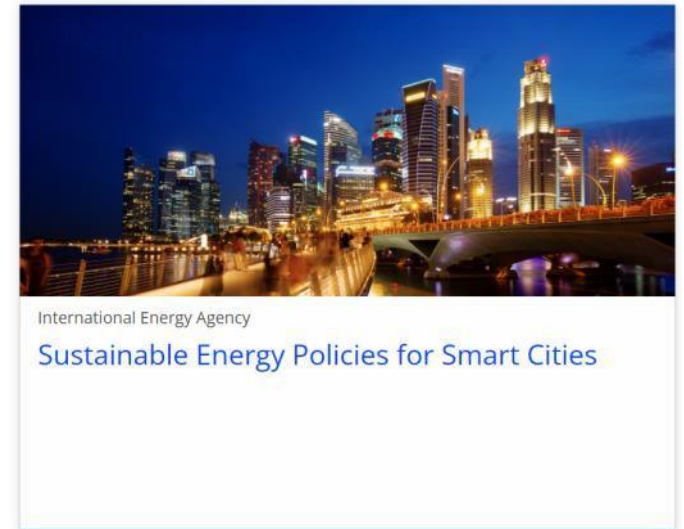 International Energy Agency
Sustainable Energy Policies for Smart Cities